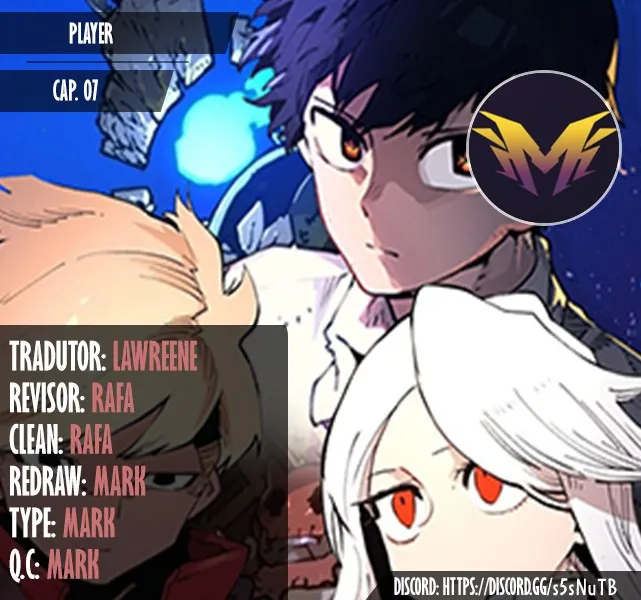 PLAYER
CAP. 07
TRADUTOR: LAWREENE
REVISOR: RAFA
CLEAN: RAFA
REDRAW: MARK
TYPE: MARK
Q.C: MARK
DISCORD: HTTPS://DISCORD.GG/s5sNuTB